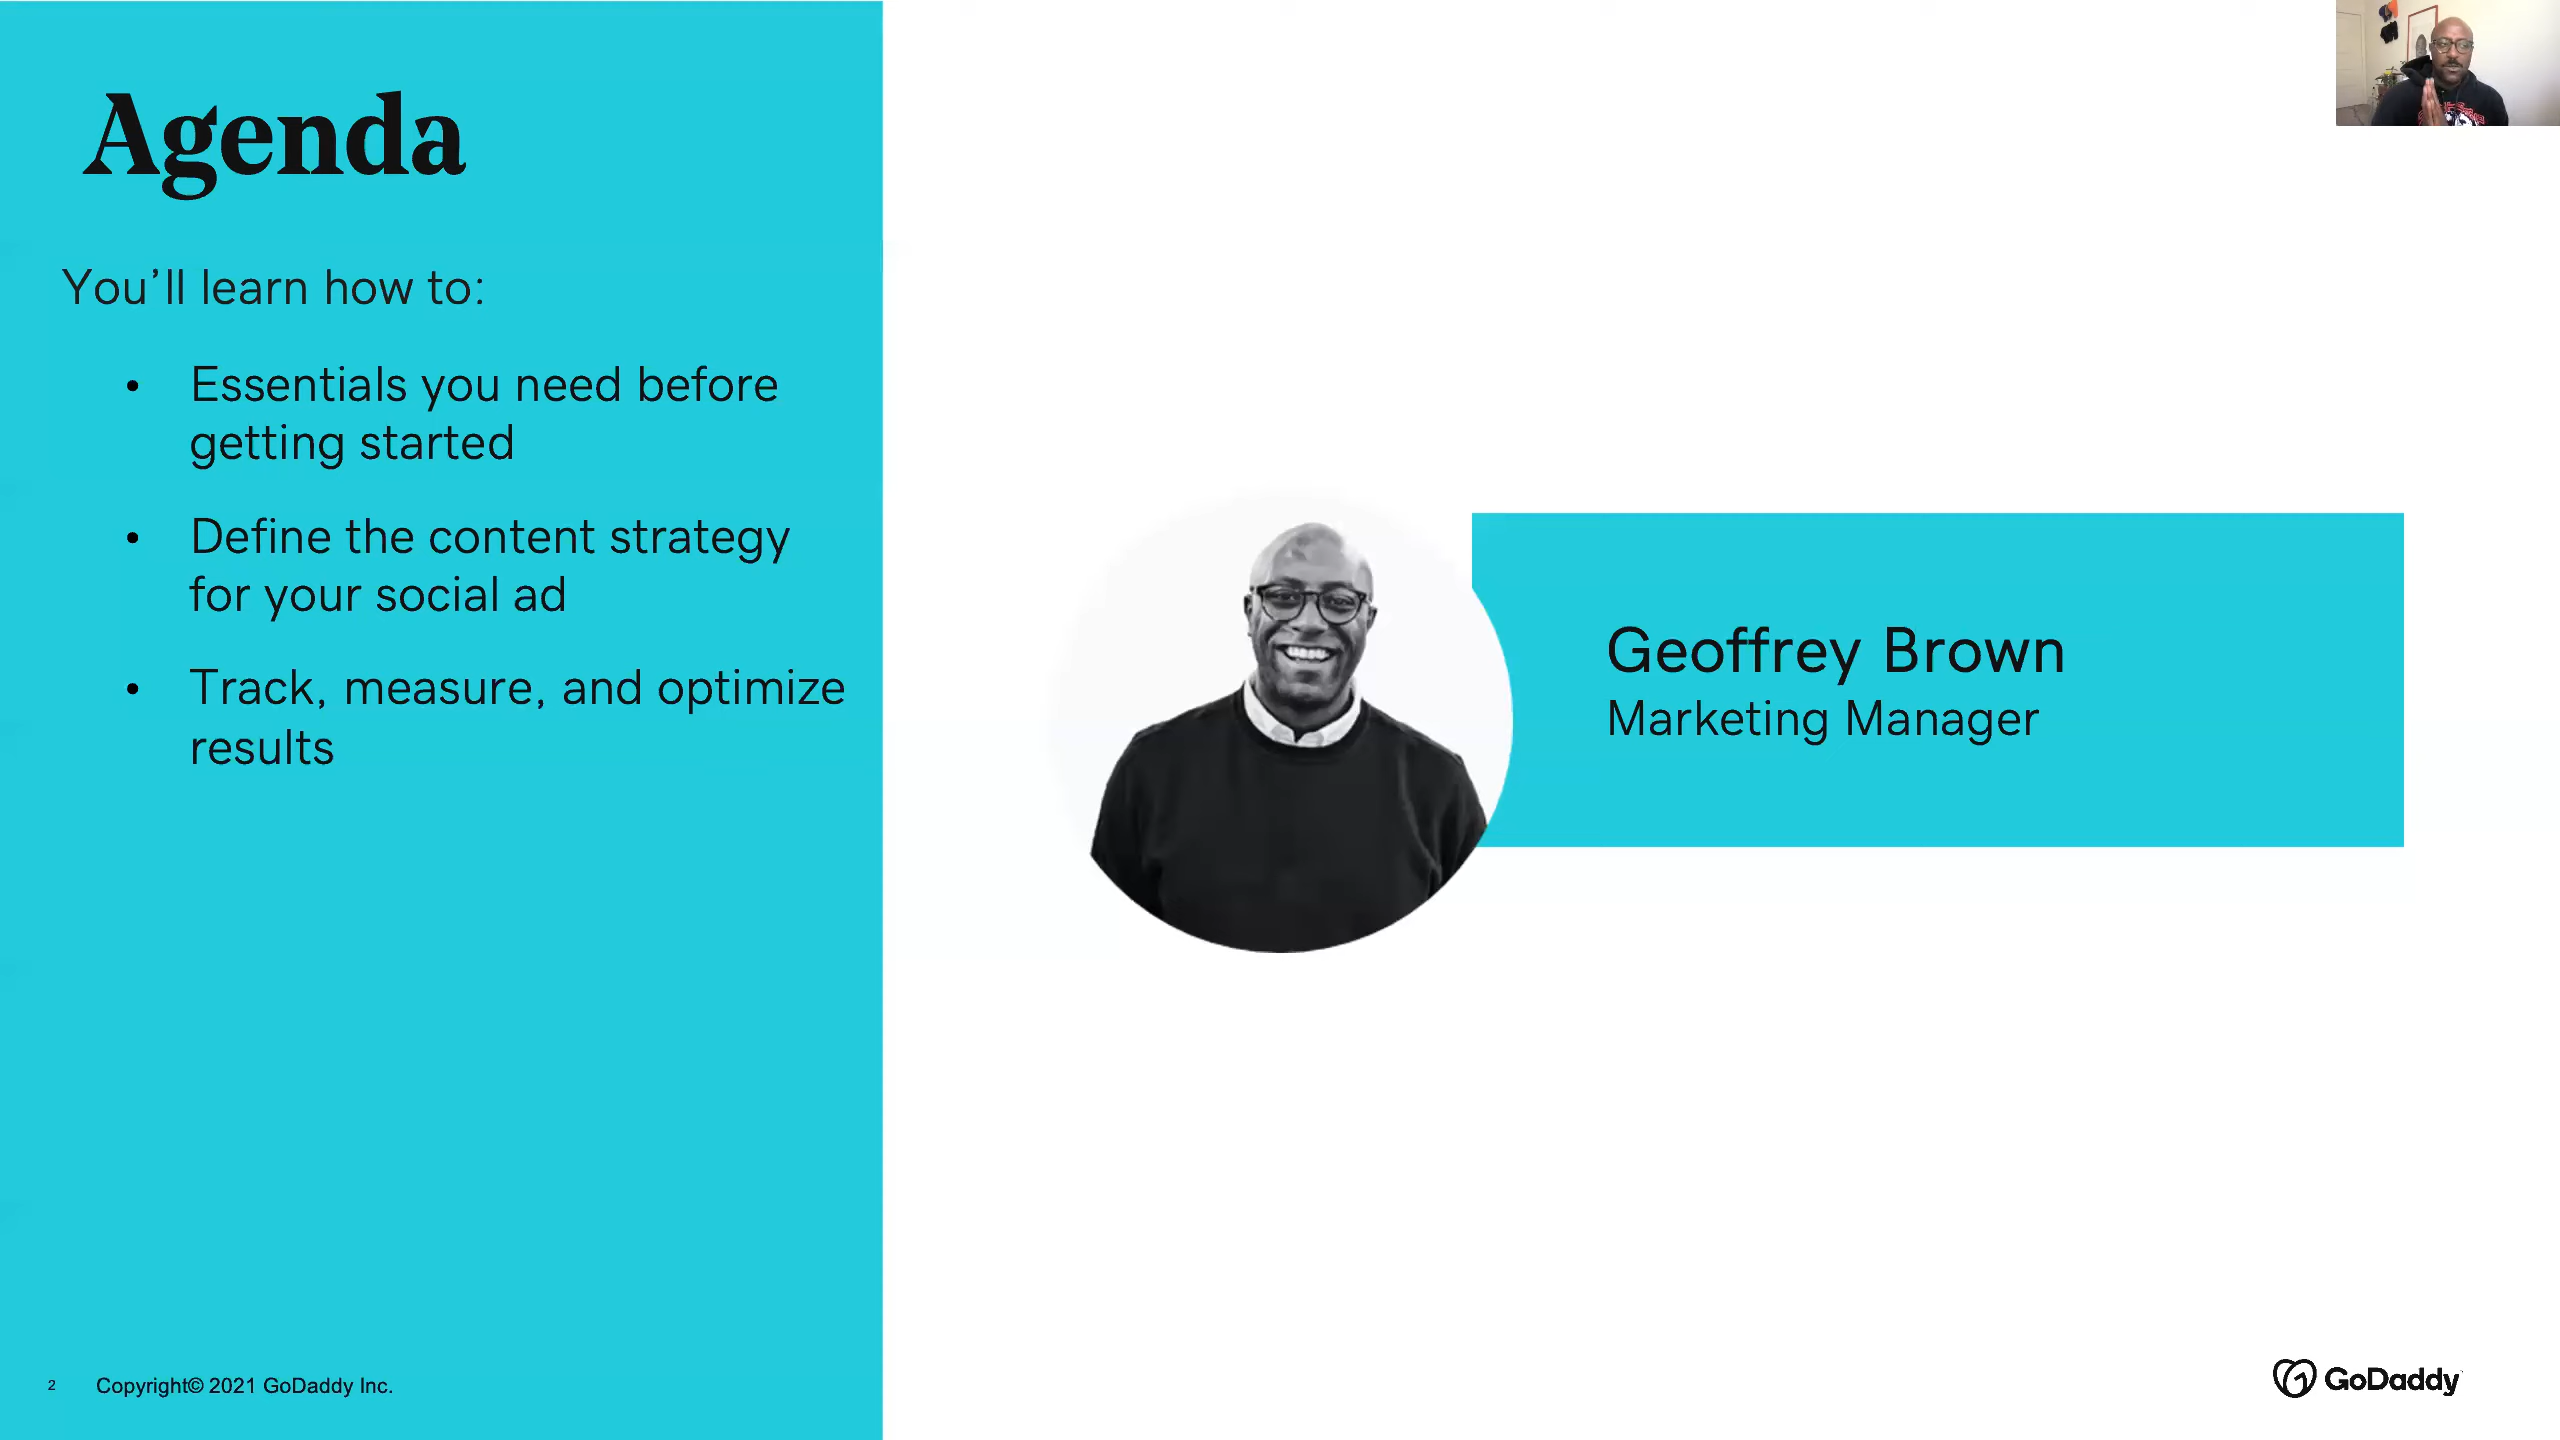 Agenda
You’ll learn how to:
• Essentials you need before
getting started
• Define the content strategy
for your social ad
• Track, measure, and optimize
results
Geoffrey Brown
Marketing Manager
2 Copyright© 2021 GoDaddy Inc.
GoDaddy